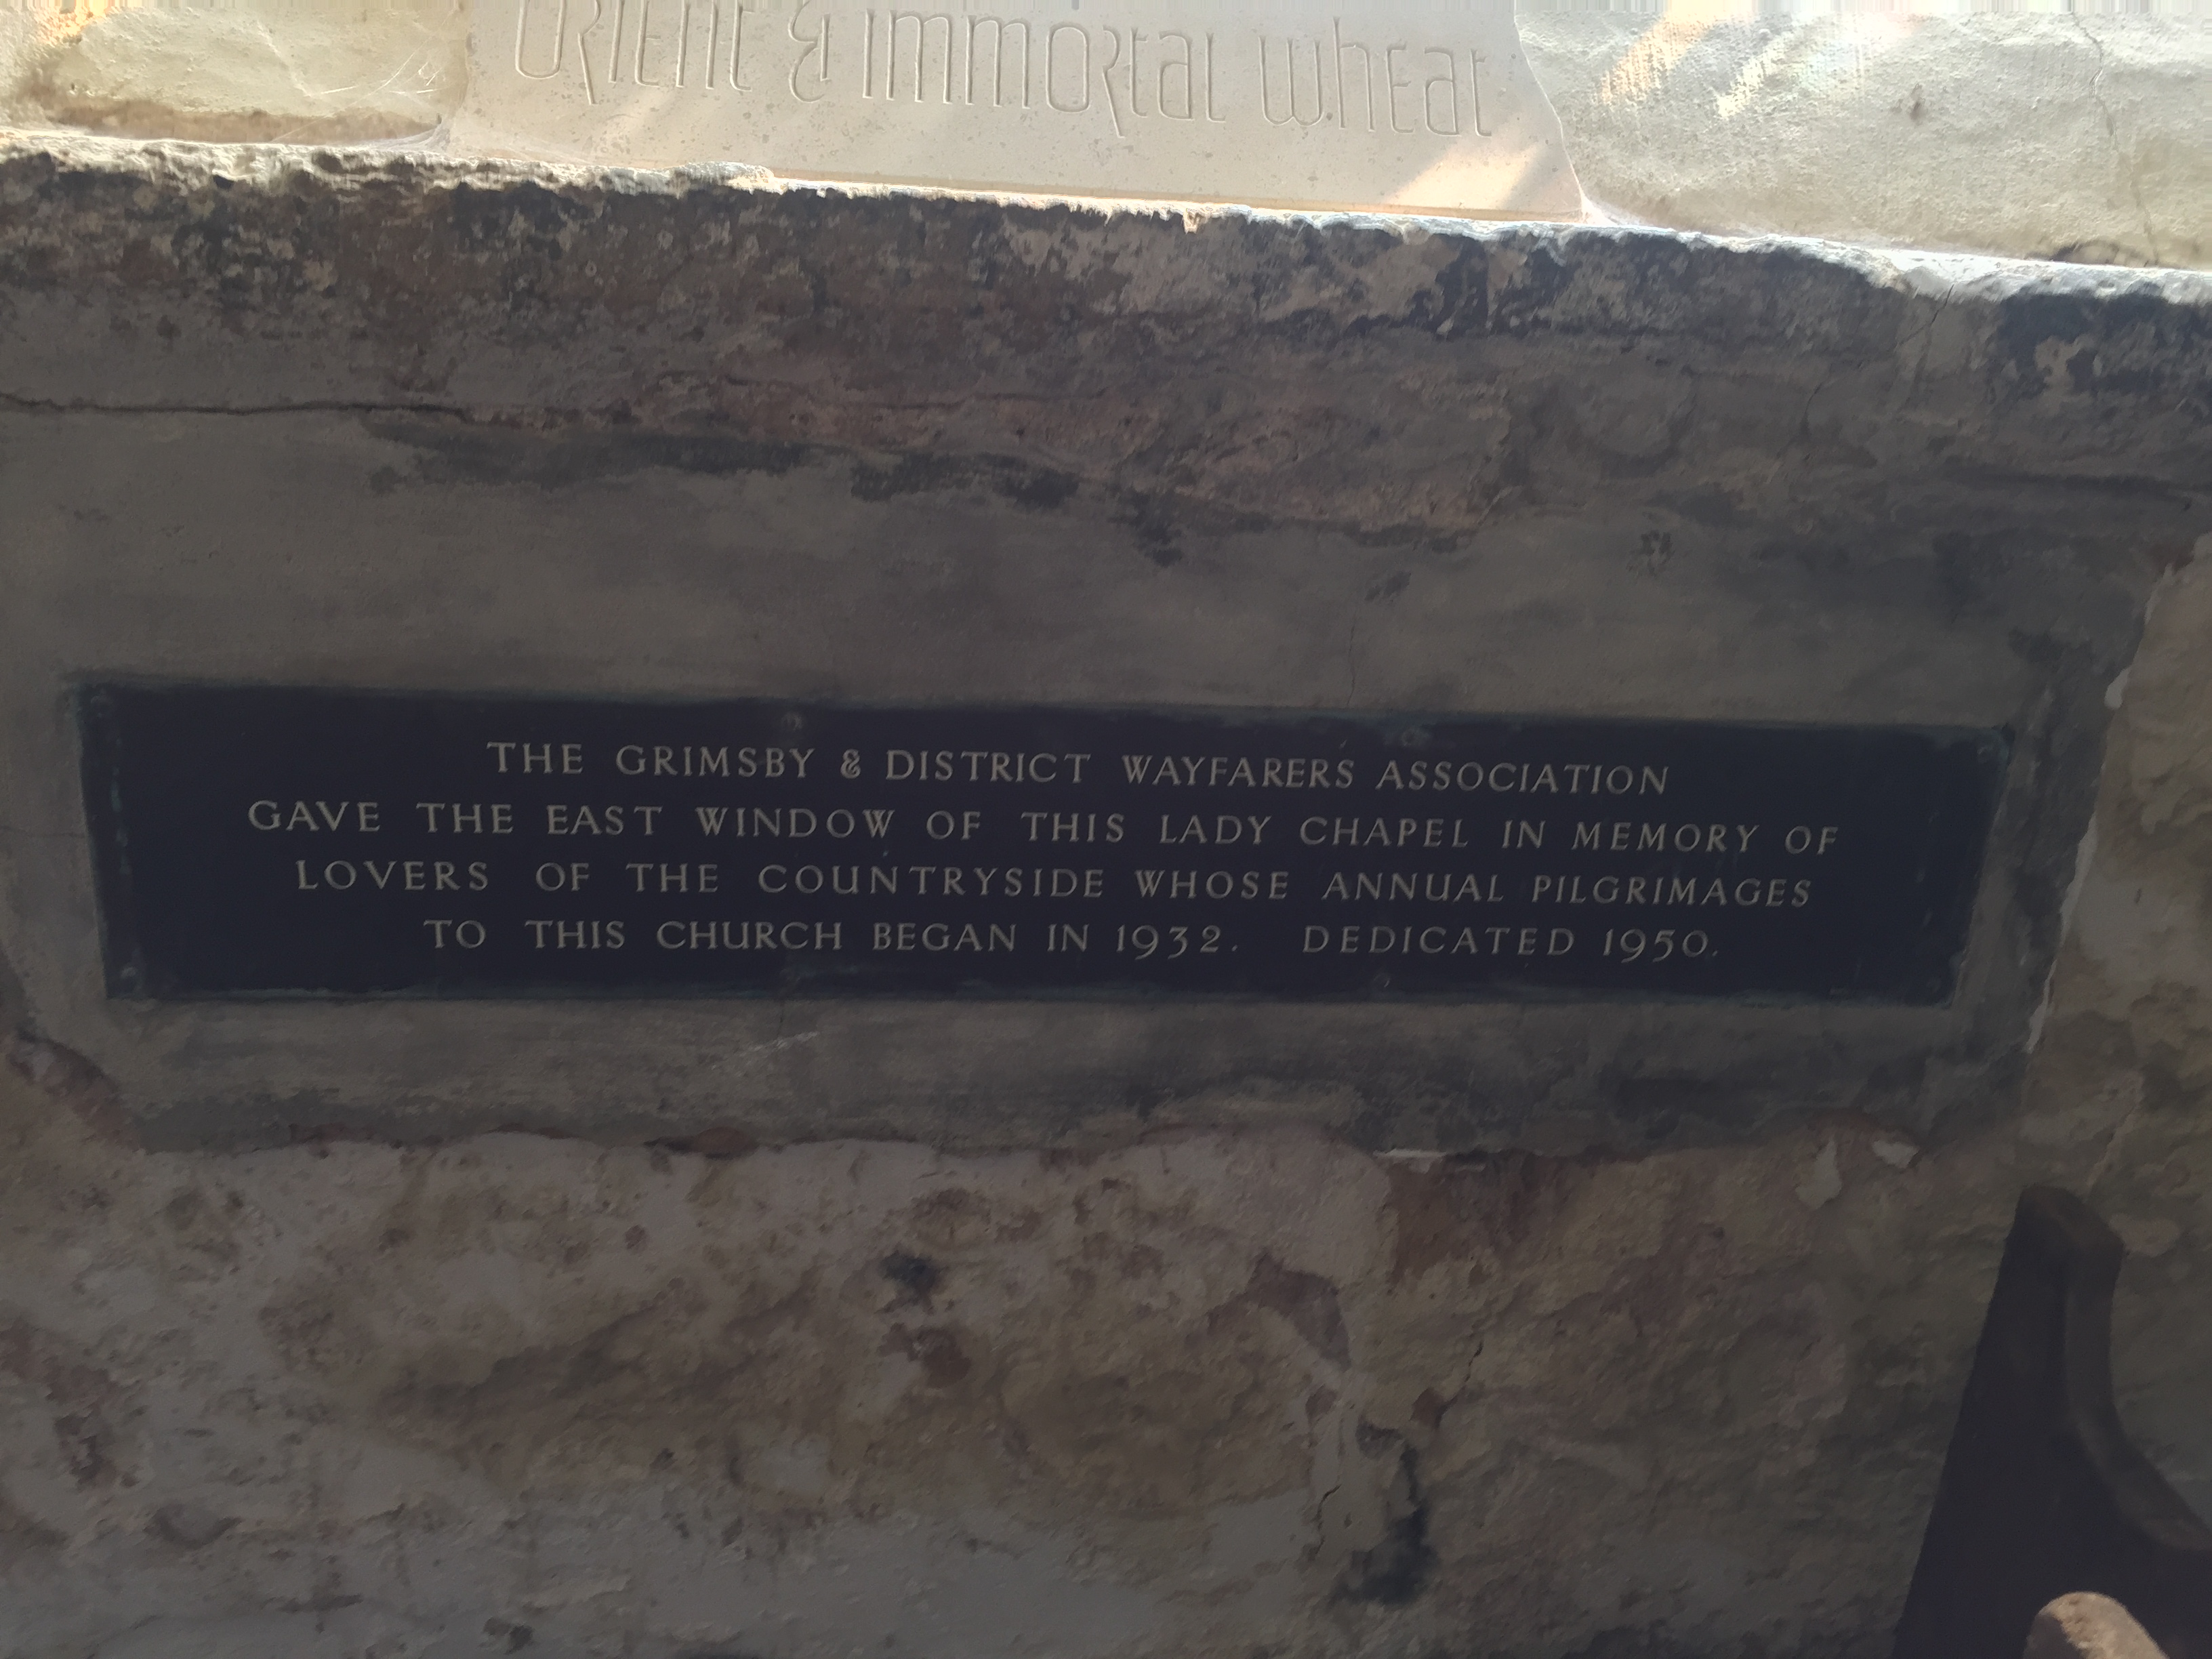 ORIENT & IMMORTAL WHEAT
THE GRIMSBY & DISTRICT WAYFARERS ASSOCIATION
GAVE THE EAST WINDOW OF THIS LADY CHAPEL IN MEMORY OF
LOVERS OF THE COUNTRYSIDE WHOSE ANNUAL PILGRIMAGES
TO THIS CHURCH BEGAN IN 1932. DEDICATED 1950.